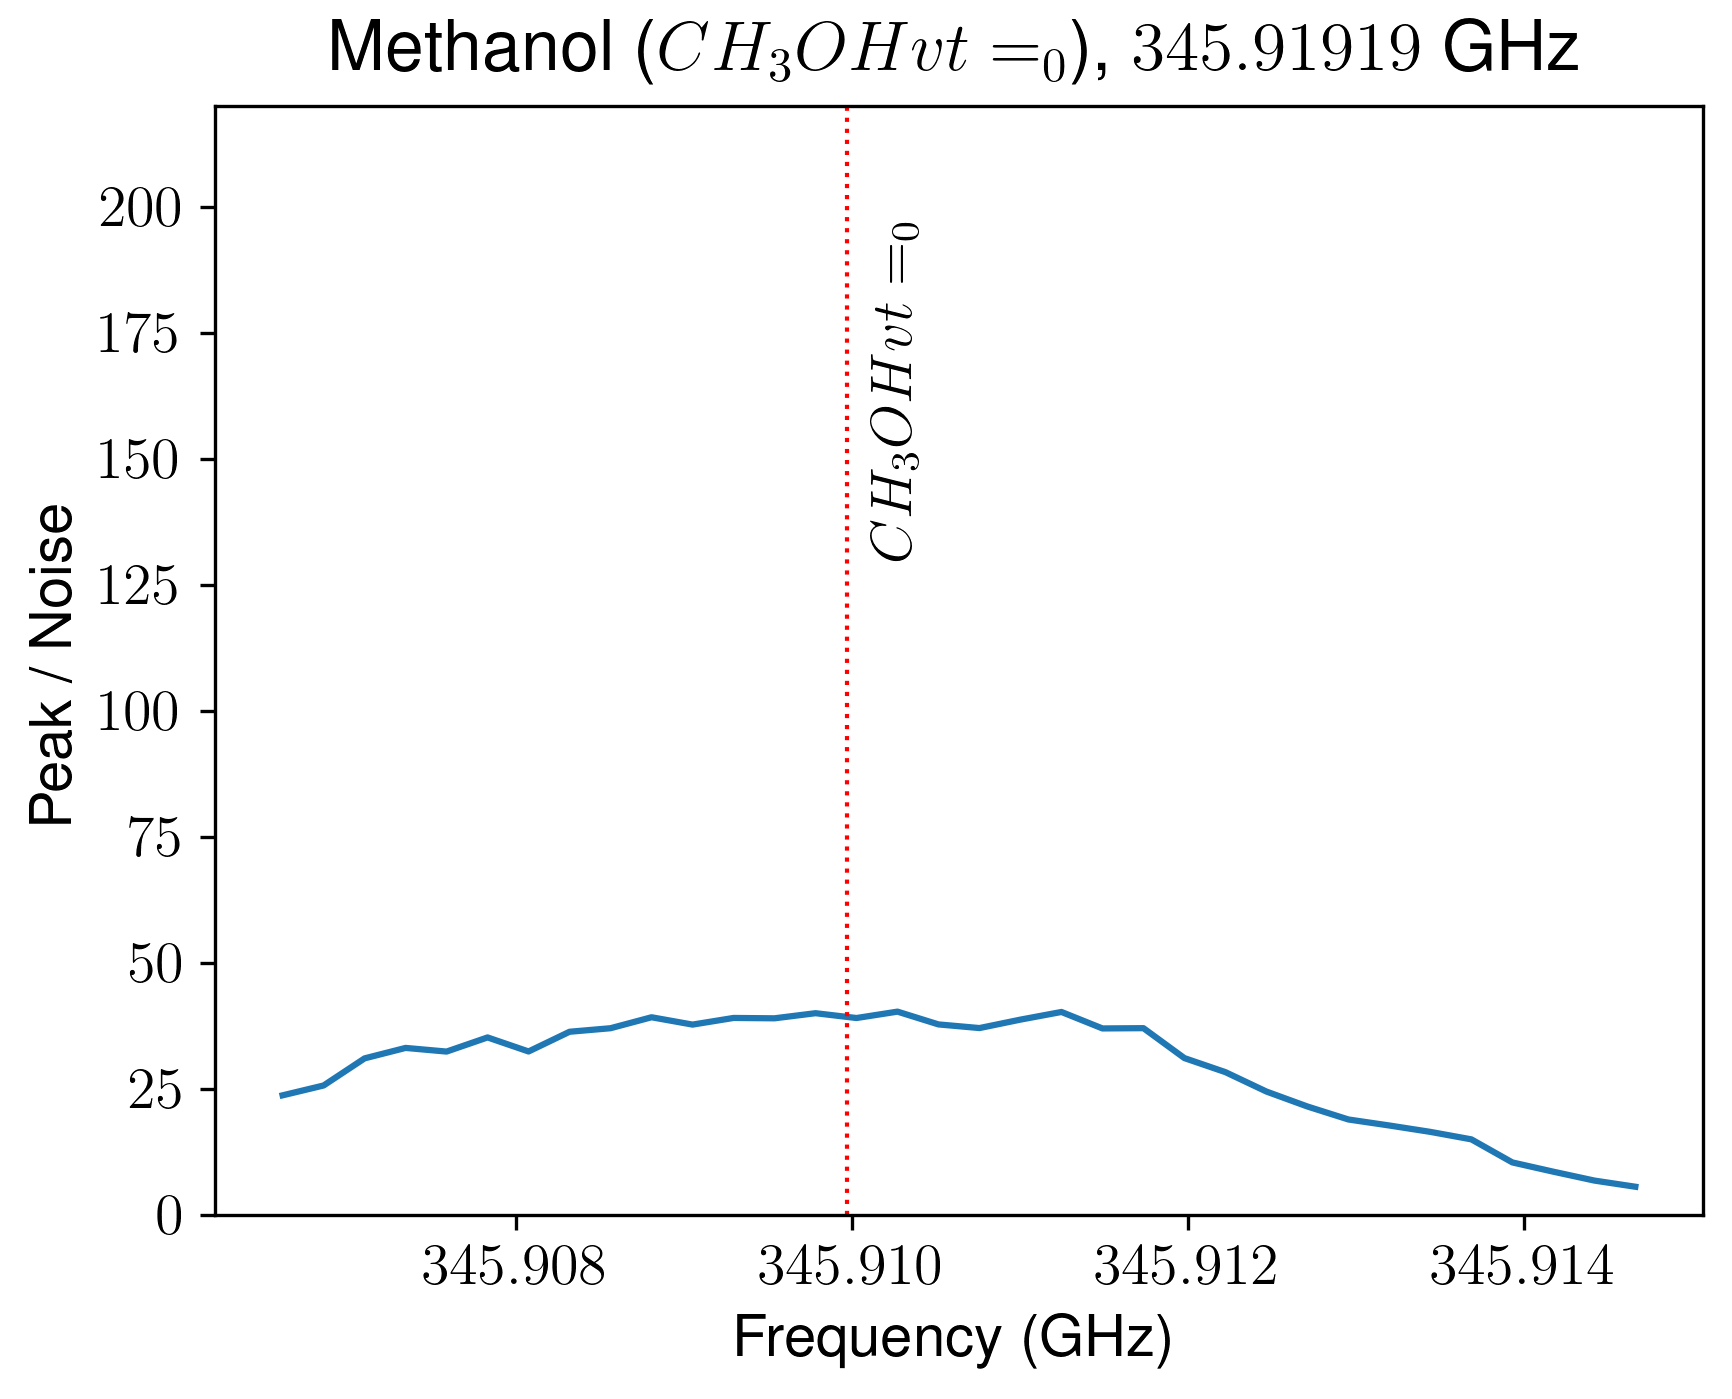 Methanol (CH₃OHvt =₀), 345.91919 GHz
200
175
150
125
100
75
50
25
0
Peak / Noise
CH₃OHvt =₀
345.908 345.910 345.912 345.914
Frequency (GHz)